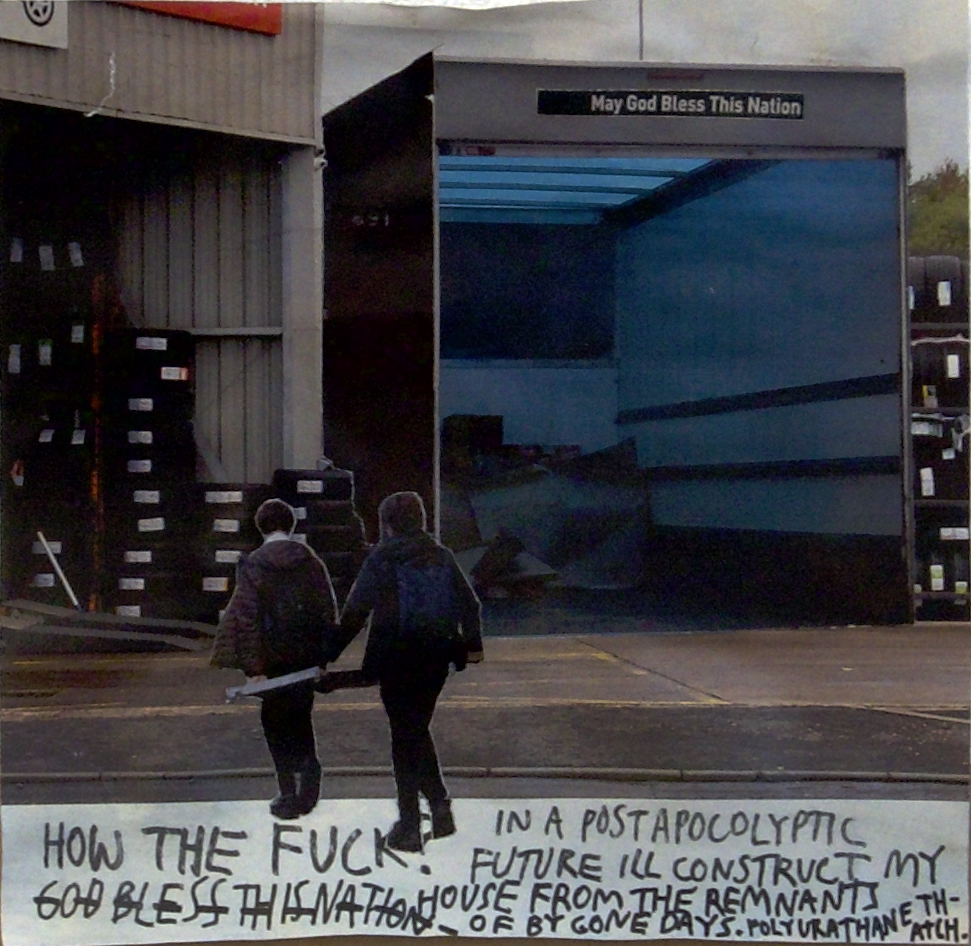 May God Bless This Nation
HOW THE FUCK?
GOD BLESS THIS NATION_
IN A POSTAPOCOLYPTIC
FUTURE ILL CONSTRUCT MY
HOUSE FROM THE REMNANTS
OF BY GONE DAYS. POLYURATHANE TH-
ATCH.